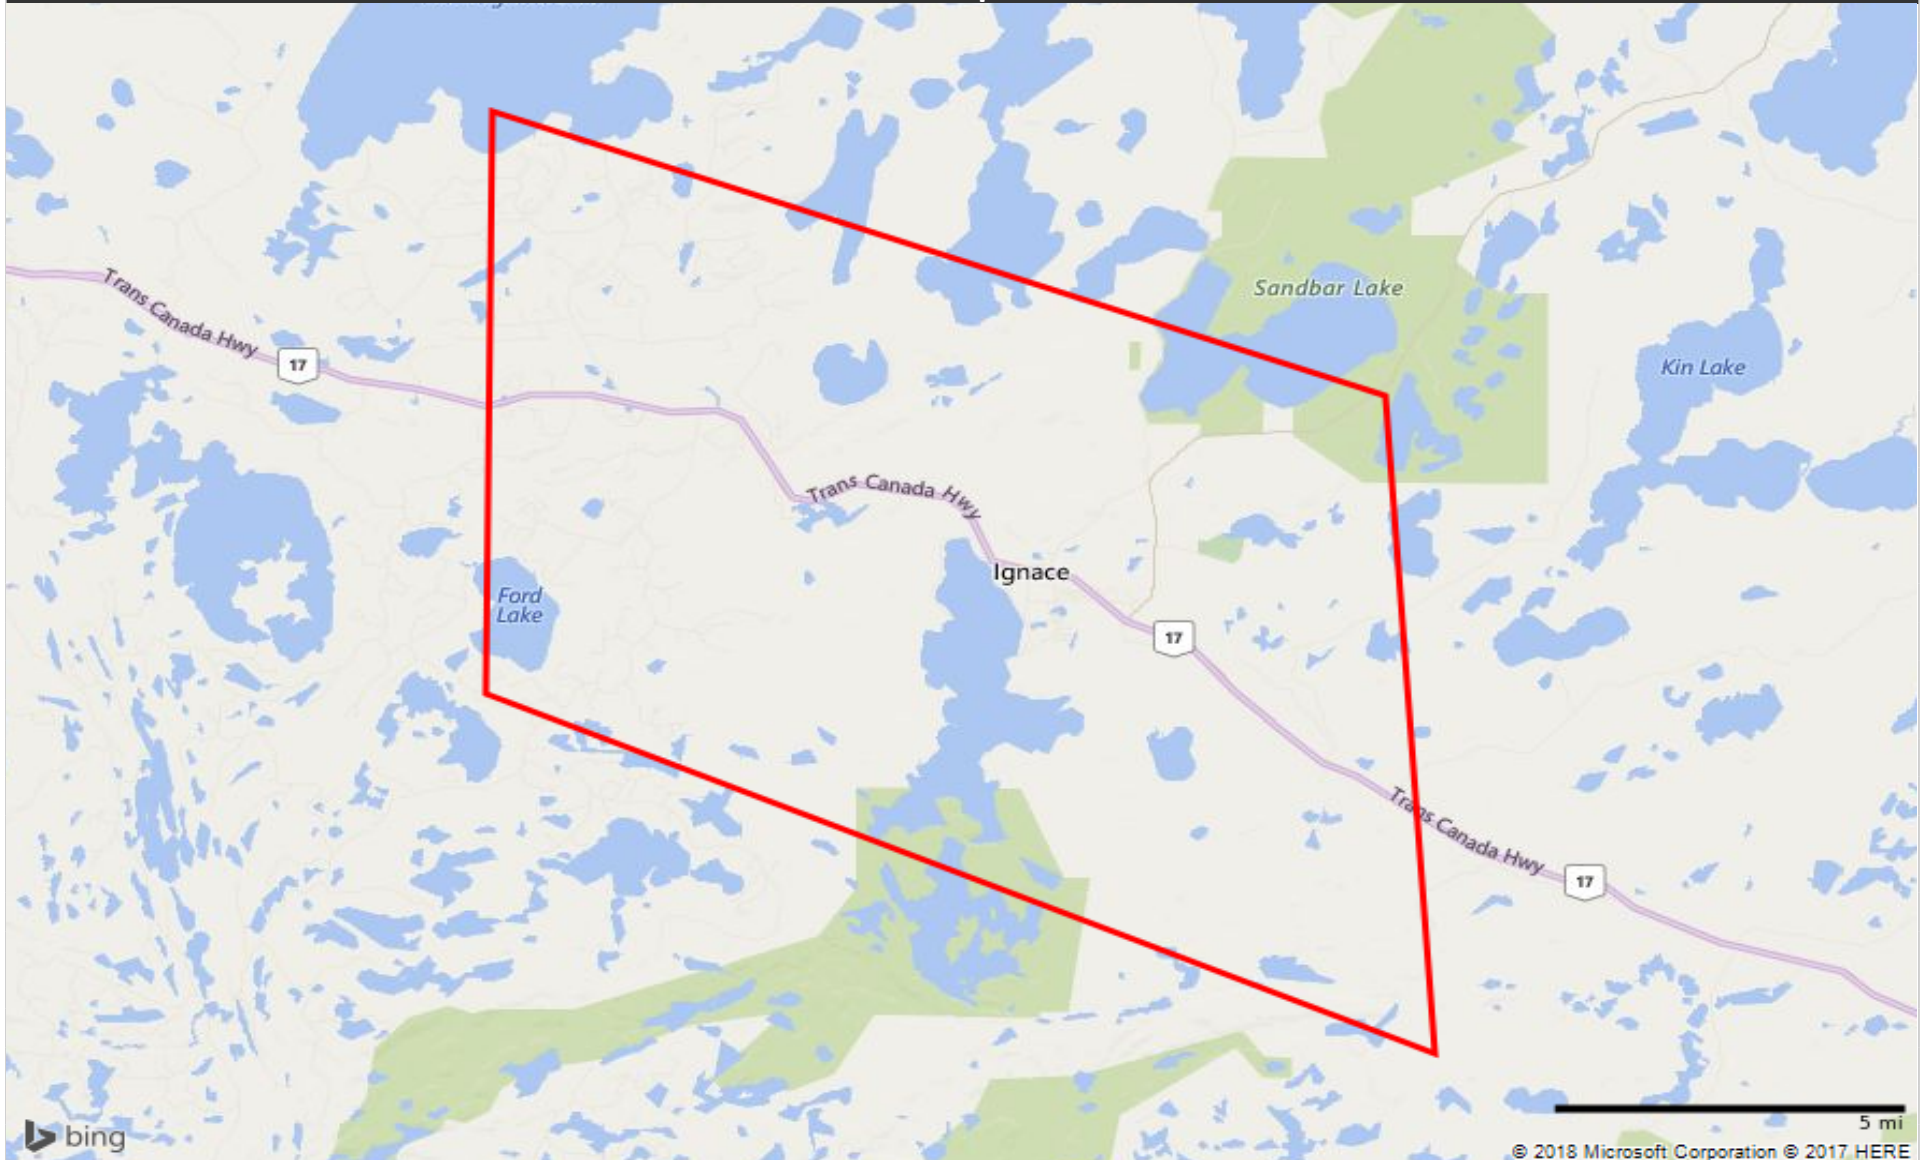 Sandbar Lake
Trans Canada Hwy
17
Kin Lake
Trans Canada Hwy
Ignace
Ford
Lake
17
Trans Canada Hwy
17
5 mi
bing
© 2018 Microsoft Corporation © 2017 HERE